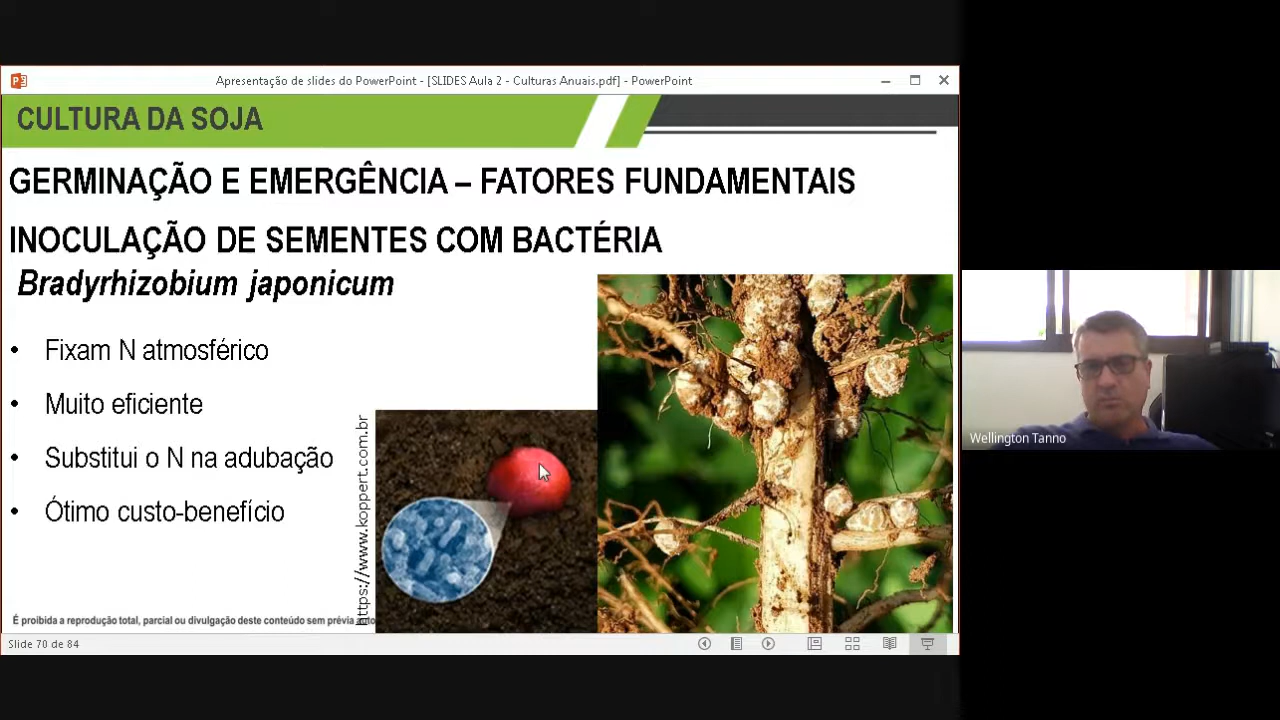 Apresentação de slides do PowerPoint - [SLIDES Aula 2 - Culturas Anuais.pdf] - PowerPoint
CULTURA DA SOJA
GERMINAÇÃO E EMERGÊNCIA – FATORES FUNDAMENTAIS
INOCULAÇÃO DE SEMENTES COM BACTÉRIA
Bradyrhizobium japonicum
• Fixam N atmosférico
• Muito eficiente
• Substitui o N na adubação
• Ótimo custo-benefício
https://www.koppert.com.br
É proibida a reprodução total, parcial ou divulgação deste conteúdo sem prévia
Slide 70 de 84
Wellington Tanno